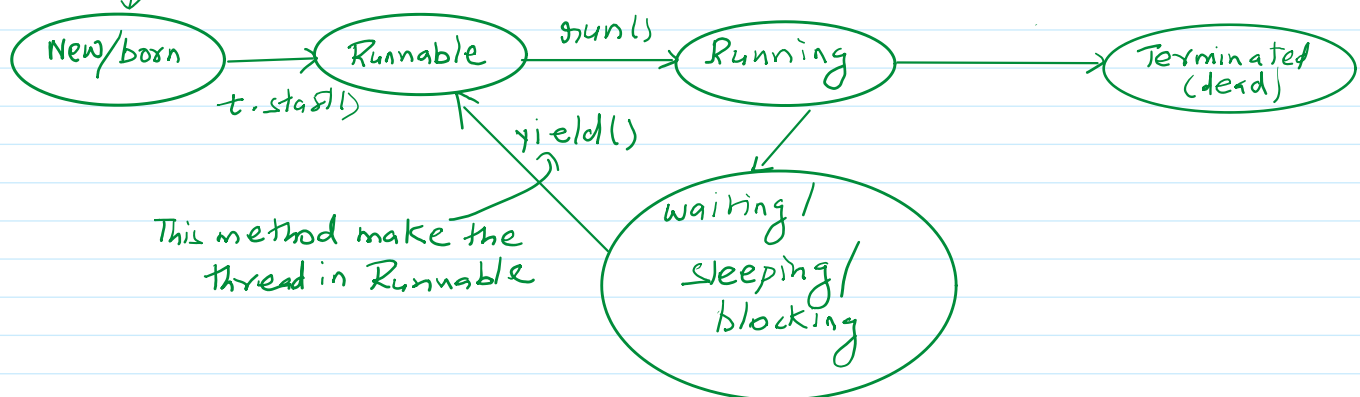 New/born
Runnable
run()
Running
Terminated
(dead)
t.start()
yield()
This method make the
thread in Runnable
waiting/
sleeping/
blocking